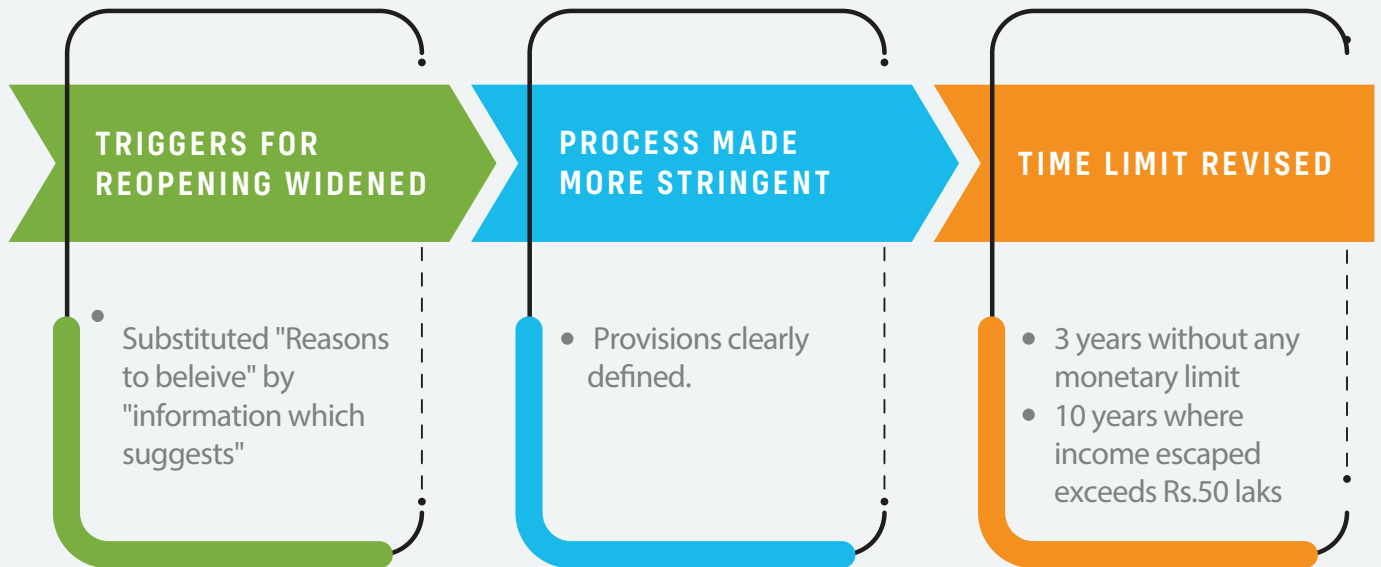 TRIGGERS FOR
REOPENING WIDENED
• Substituted "Reasons
to beleive" by
"information which
suggests"
PROCESS MADE
MORE STRINGENT
• Provisions clearly
defined.
TIME LIMIT REVISED
• 3 years without any
monetary limit
• 10 years where
income escaped
exceeds Rs.50 laks